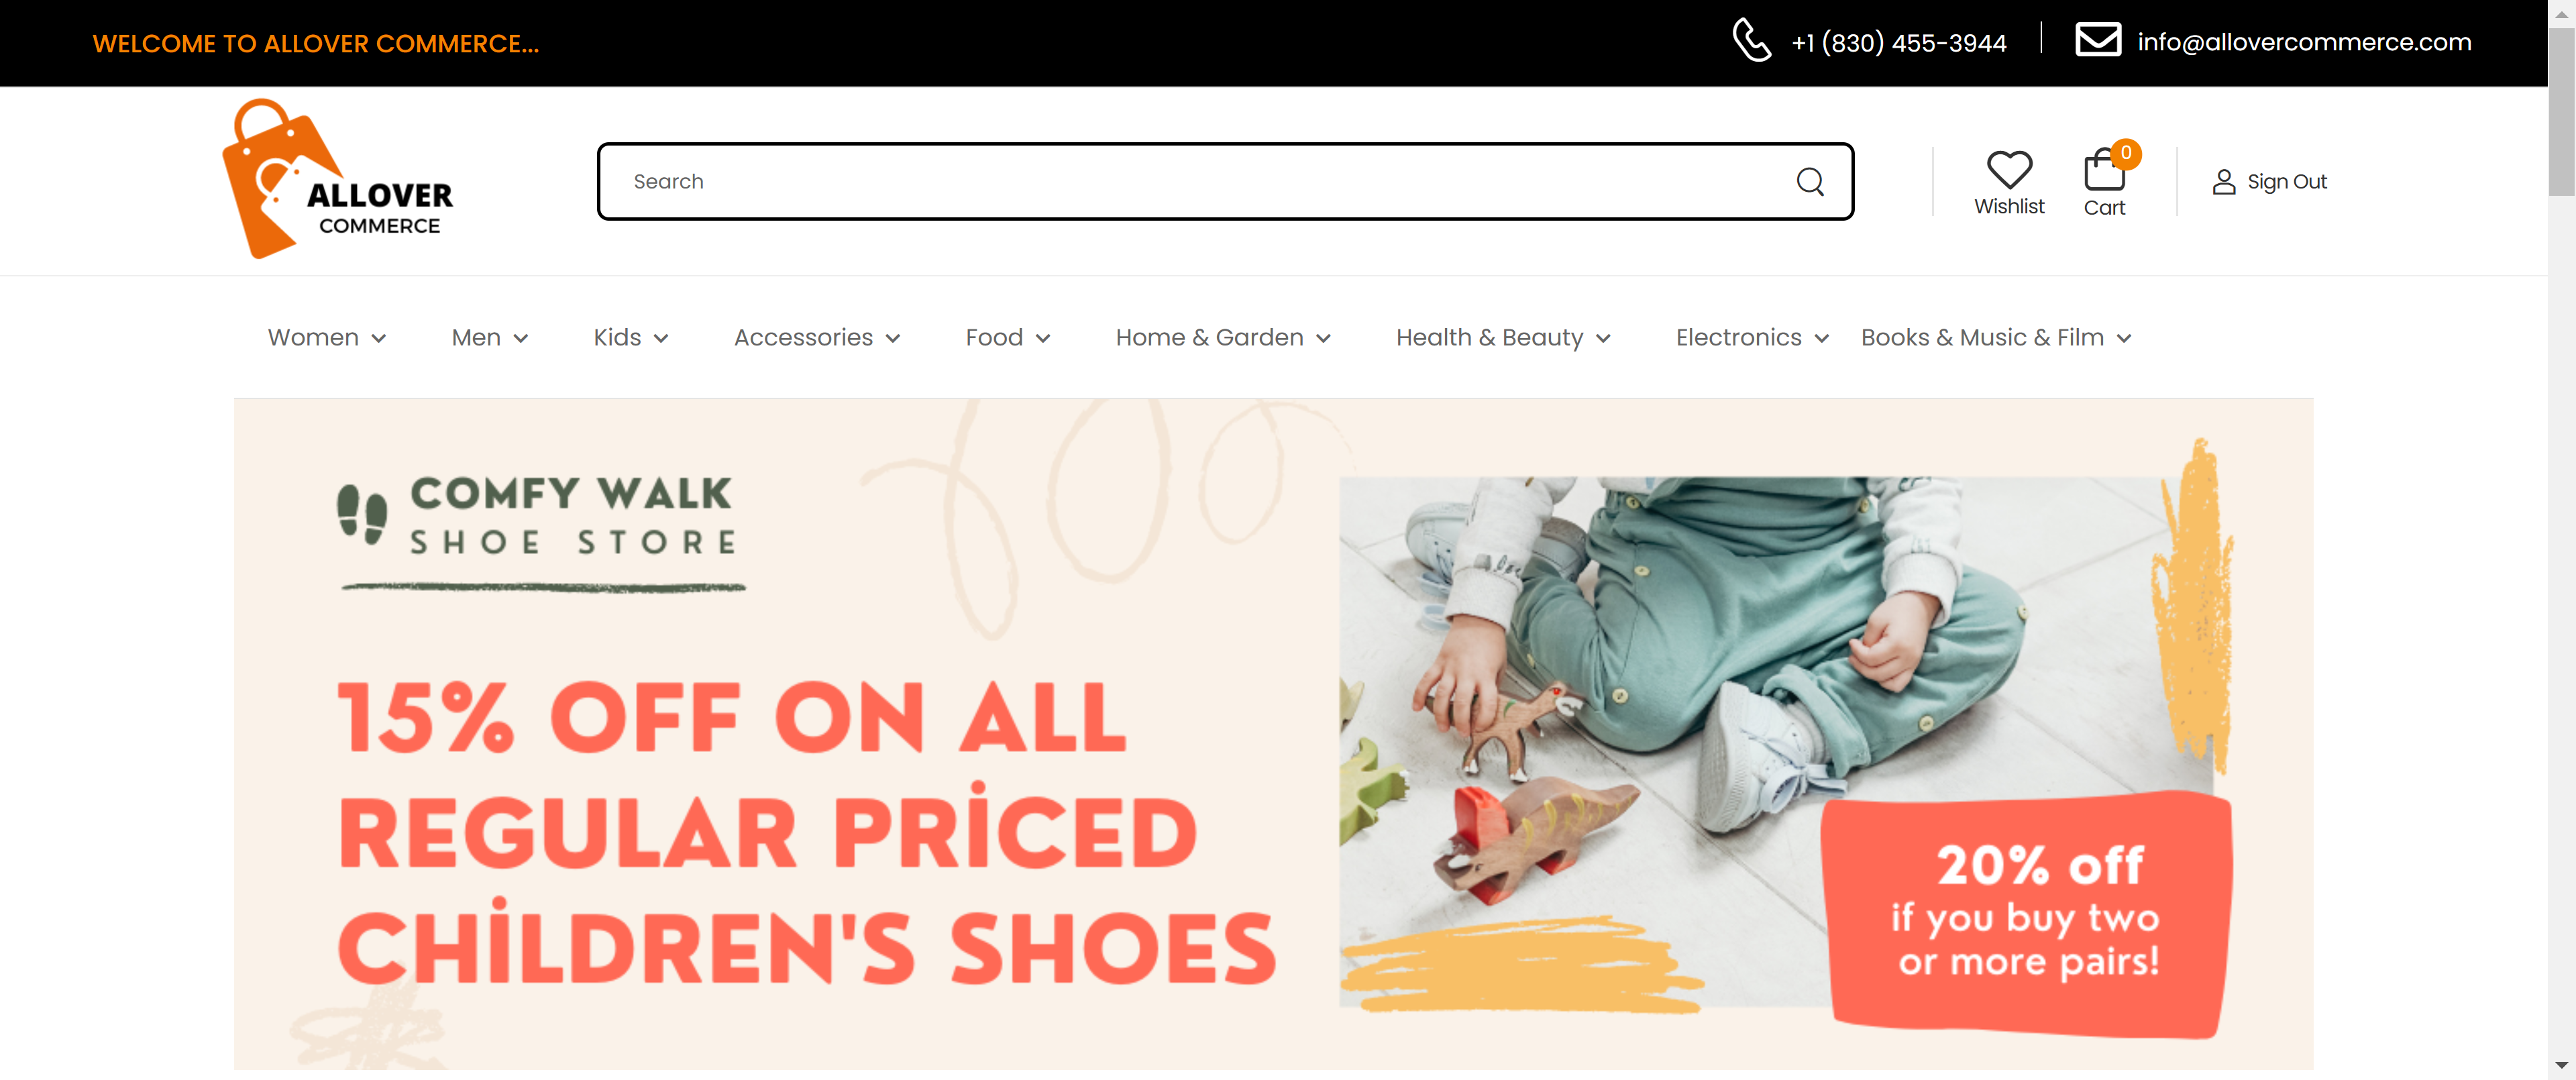 WELCOME TO ALLOVER COMMERCE...
+1 (830) 455-3944
info@allovercommerce.com
ALLOVER
COMMERCE
Search
Wishlist
0
Cart
Sign Out
Women
Men
Kids
Accessories
Food
Home & Garden
Health & Beauty
Electronics
Books & Music & Film
COMFY WALK
SHOE STORE
15% OFF ON ALL
REGULAR PRİCED
CHİLDREN'S SHOES
20% off
if you buy two
or more pairs!